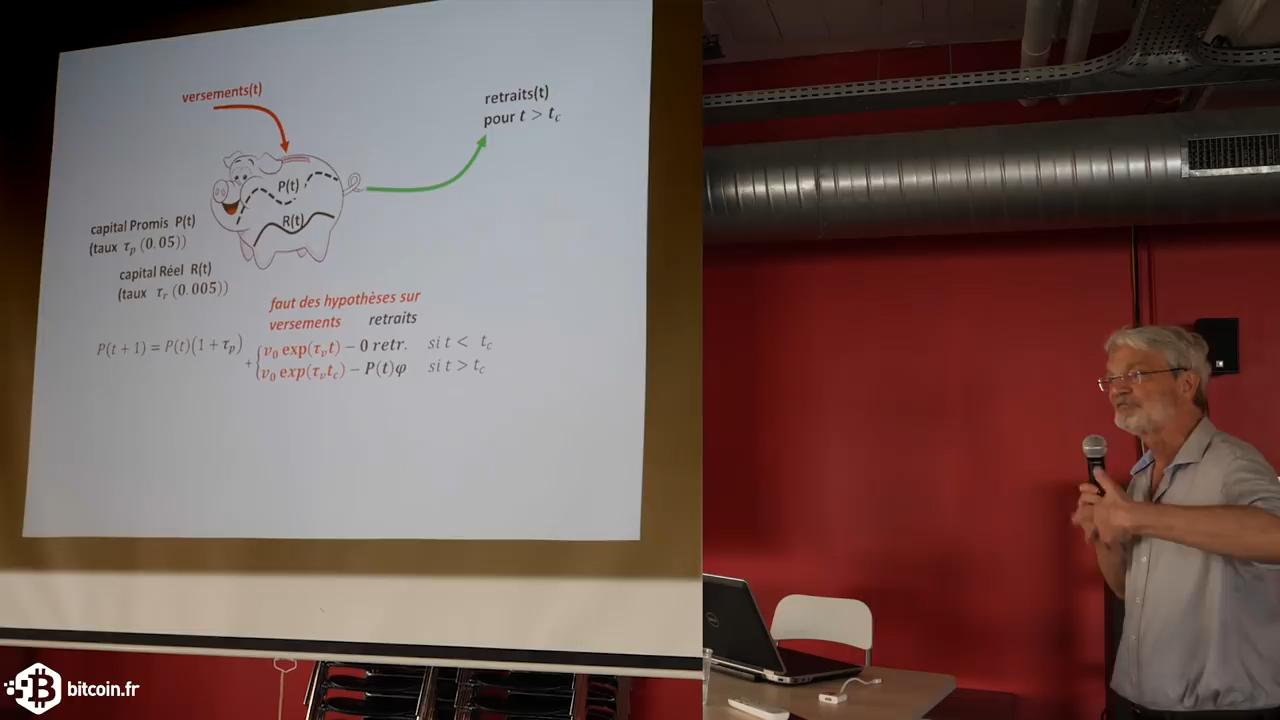 versements(t)
retraits(t)
pour t > t_c
P(t)
R(t)
capital Promis P(t)
(taux τ_p (0.05))
capital Réel R(t)
(taux τ_r (0.005))
faut des hypothèses sur
versements retraits
P(t + 1) = P(t)(1 + τ_p)
+ { v_0 exp(τ_v t) − 0 retr. si t < t_c
v_0 exp(τ_v t_c) − P(t)φ si t > t_c
bitcoin.fr